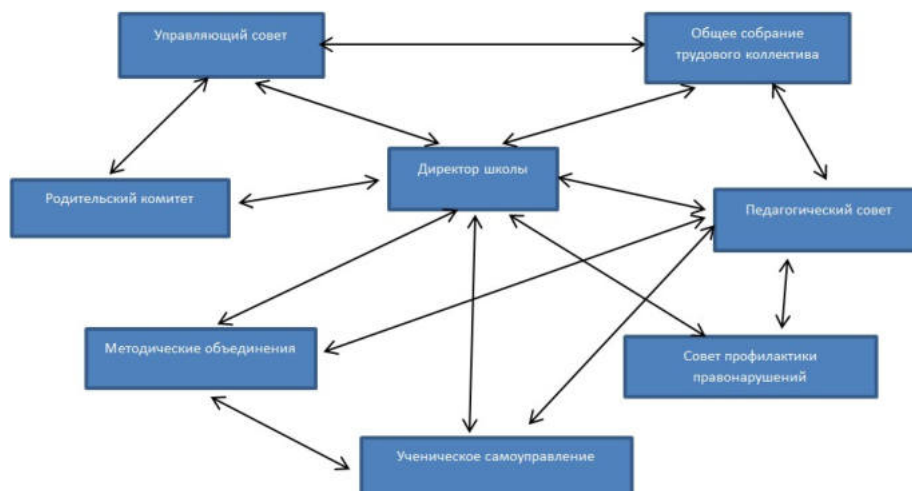 Управляющий совет
Общее собрание
трудового коллектива
Директор школы
Родительский комитет
Педагогический совет
Методические объединения
Совет профилактики
правонарушений
Ученическое самоуправление